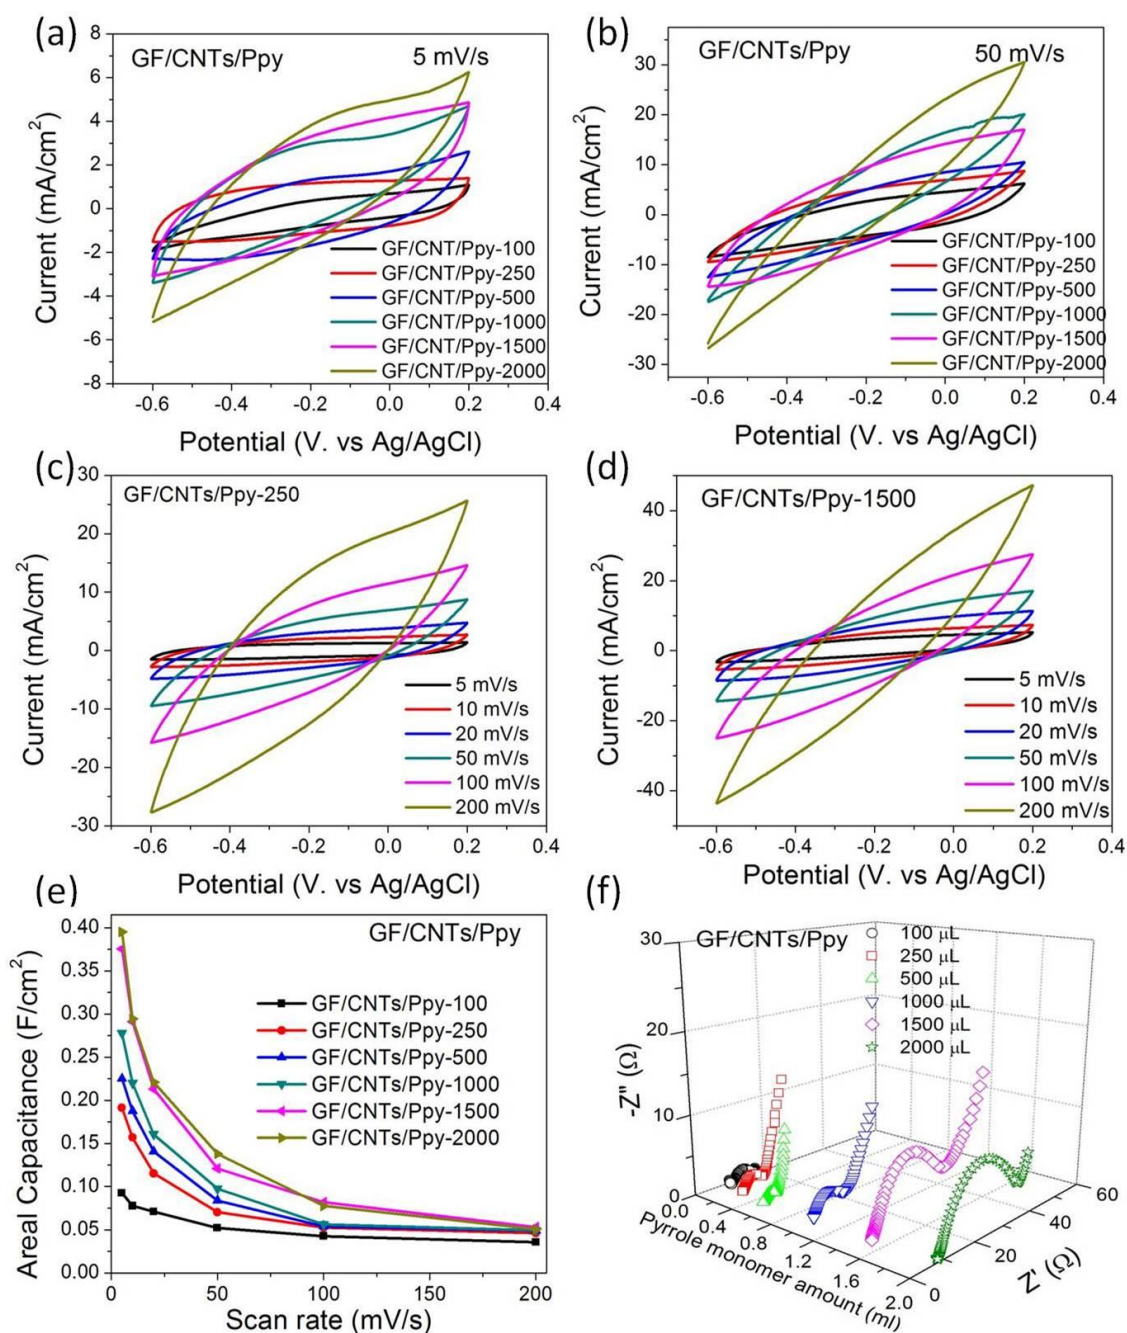 (a)
GF/CNTs/Ppy 5 mV/s
Current (mA/cm²)
8
6
4
2
0
-2
-4
-6
-8
GF/CNT/Ppy-100
GF/CNT/Ppy-250
GF/CNT/Ppy-500
GF/CNT/Ppy-1000
GF/CNT/Ppy-1500
GF/CNT/Ppy-2000
-0.6 -0.4 -0.2 0.0 0.2 0.4
Potential (V. vs Ag/AgCl)
(b)
GF/CNTs/Ppy 50 mV/s
Current (mA/cm²)
30
20
10
0
-10
-20
-30
GF/CNT/Ppy-100
GF/CNT/Ppy-250
GF/CNT/Ppy-500
GF/CNT/Ppy-1000
GF/CNT/Ppy-1500
GF/CNT/Ppy-2000
-0.6 -0.4 -0.2 0.0 0.2 0.4
Potential (V. vs Ag/AgCl)
(c)
GF/CNTs/Ppy-250
Current (mA/cm²)
30
20
10
0
-10
-20
-30
5 mV/s
10 mV/s
20 mV/s
50 mV/s
100 mV/s
200 mV/s
-0.6 -0.4 -0.2 0.0 0.2 0.4
Potential (V. vs Ag/AgCl)
(d)
GF/CNTs/Ppy-1500
Current (mA/cm²)
40
20
0
-20
-40
5 mV/s
10 mV/s
20 mV/s
50 mV/s
100 mV/s
200 mV/s
-0.6 -0.4 -0.2 0.0 0.2 0.4
Potential (V. vs Ag/AgCl)
(e)
GF/CNTs/Ppy
Areal Capacitance (F/cm²)
0.40
0.35
0.30
0.25
0.20
0.15
0.10
0.05
0.00
GF/CNTs/Ppy-100
GF/CNTs/Ppy-250
GF/CNTs/Ppy-500
GF/CNTs/Ppy-1000
GF/CNTs/Ppy-1500
GF/CNTs/Ppy-2000
0 50 100 150 200
Scan rate (mV/s)
(f)
GF/CNTs/Ppy
100 μL
250 μL
500 μL
1000 μL
1500 μL
2000 μL
-Z'' (Ω)
30
20
10
0
0.0 0.4 0.8 1.2 1.6 2.0
Pyrrole monomer amount (ml)
0 20 40 60
Z' (Ω)